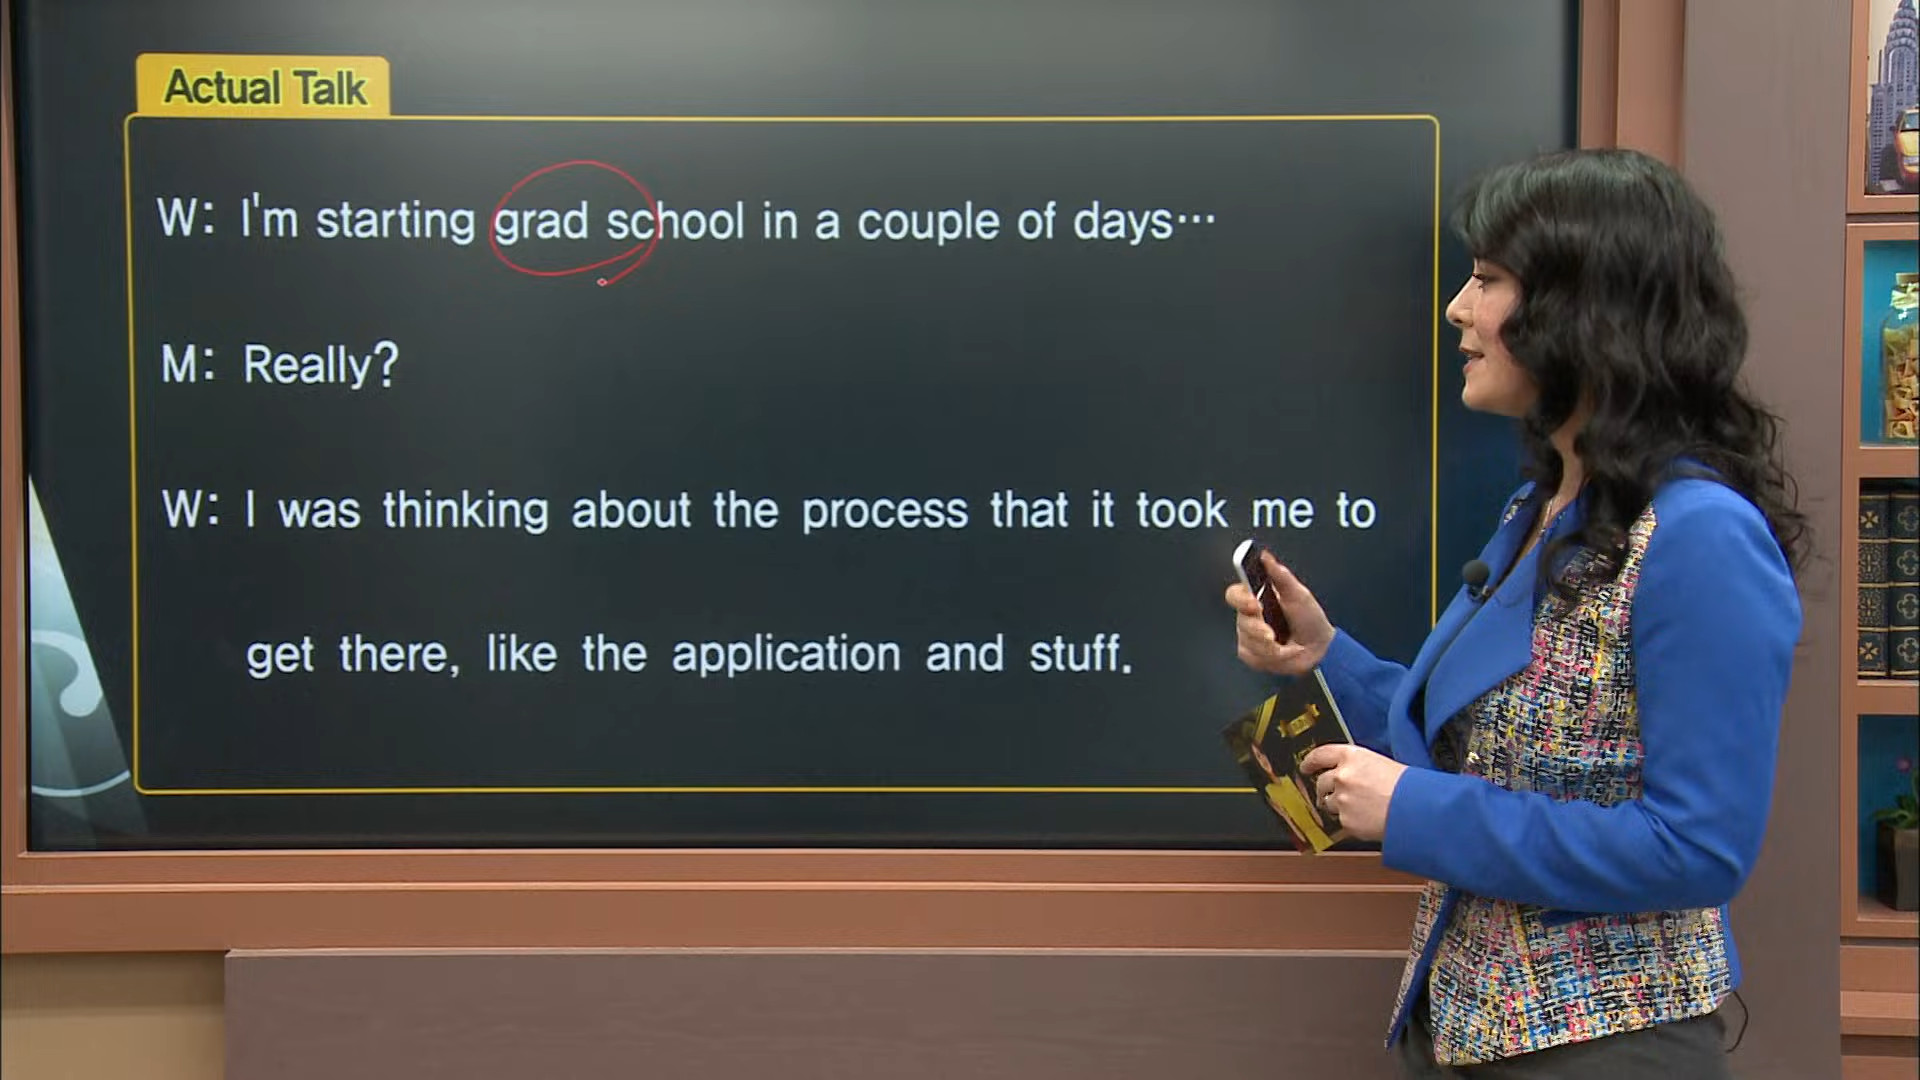 Actual Talk
W: I'm starting grad school in a couple of days…
M: Really?
W: I was thinking about the process that it took me to
get there, like the application and stuff.